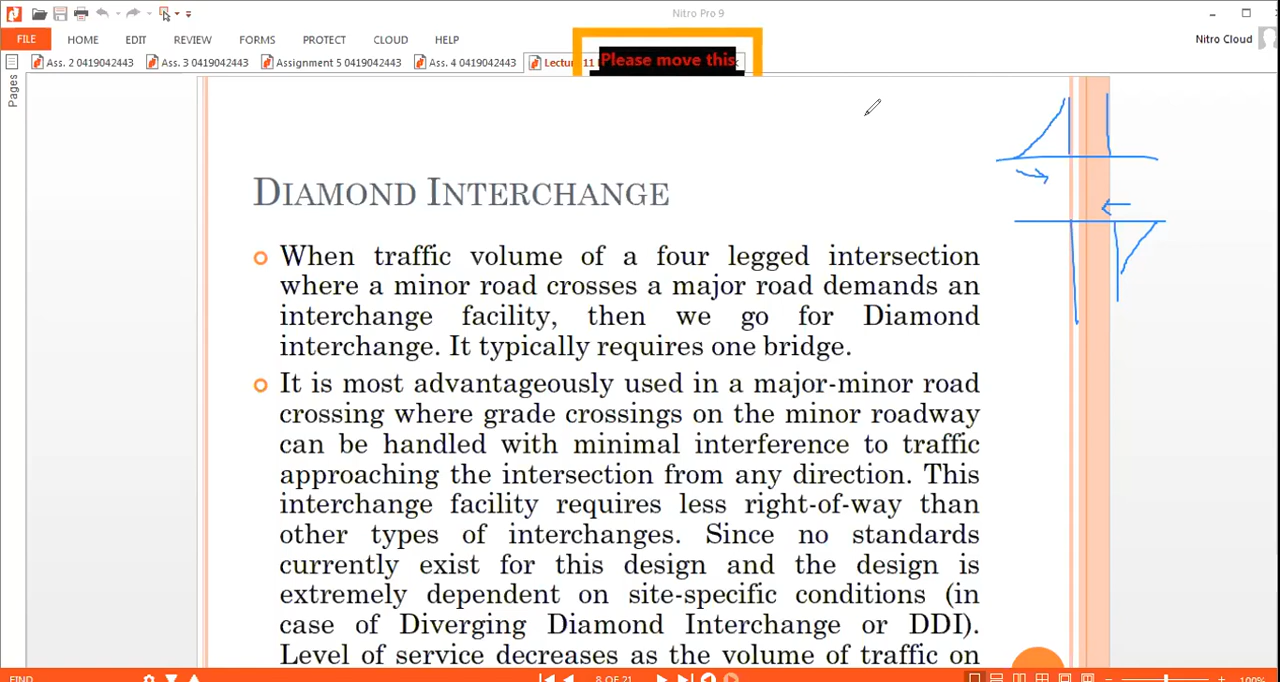 Nitro Pro 9
FILE HOME EDIT REVIEW FORMS PROTECT CLOUD HELP
Nitro Cloud
Ass. 2 0419042443 Ass. 3 0419042443 Assignment 5 0419042443 Ass. 4 0419042443 Lecture 11
Please move this
Pages
DIAMOND INTERCHANGE
When traffic volume of a four legged intersection
where a minor road crosses a major road demands an
interchange facility, then we go for Diamond
interchange. It typically requires one bridge.
It is most advantageously used in a major-minor road
crossing where grade crossings on the minor roadway
can be handled with minimal interference to traffic
approaching the intersection from any direction. This
interchange facility requires less right-of-way than
other types of interchanges. Since no standards
currently exist for this design and the design is
extremely dependent on site-specific conditions (in
case of Diverging Diamond Interchange or DDI).
Level of service decreases as the volume of traffic on
FIND
8 OF 21
100%